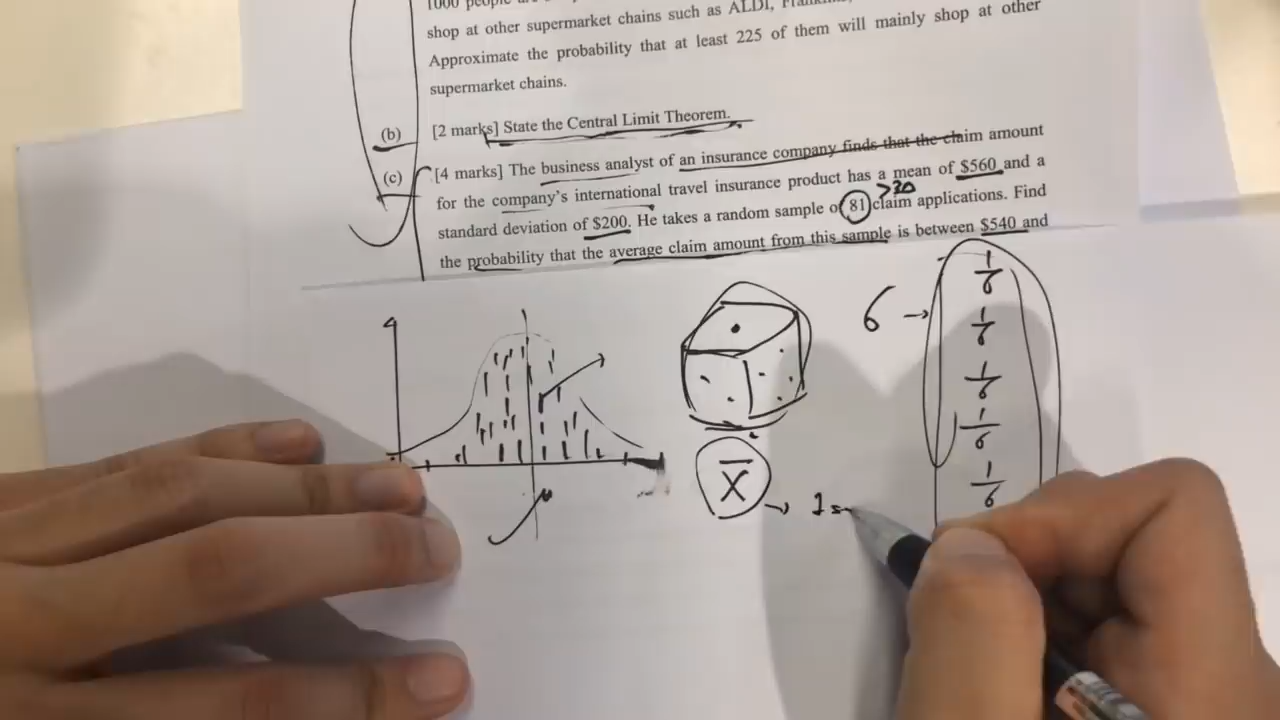 1000 people are
shop at other supermarket chains such as ALDI,
Approximate the probability that at least 225 of them will mainly shop at other
supermarket chains.
(b) [2 marks] State the Central Limit Theorem.
(c) [4 marks] The business analyst of an insurance company finds that the claim amount
for the company's international travel insurance product has a mean of $560 and a
>30
standard deviation of $200. He takes a random sample of 81 claim applications. Find
the probability that the average claim amount from this sample is between $540 and
6 →
1/6
1/6
1/6
1/6
1/6
x̄ →